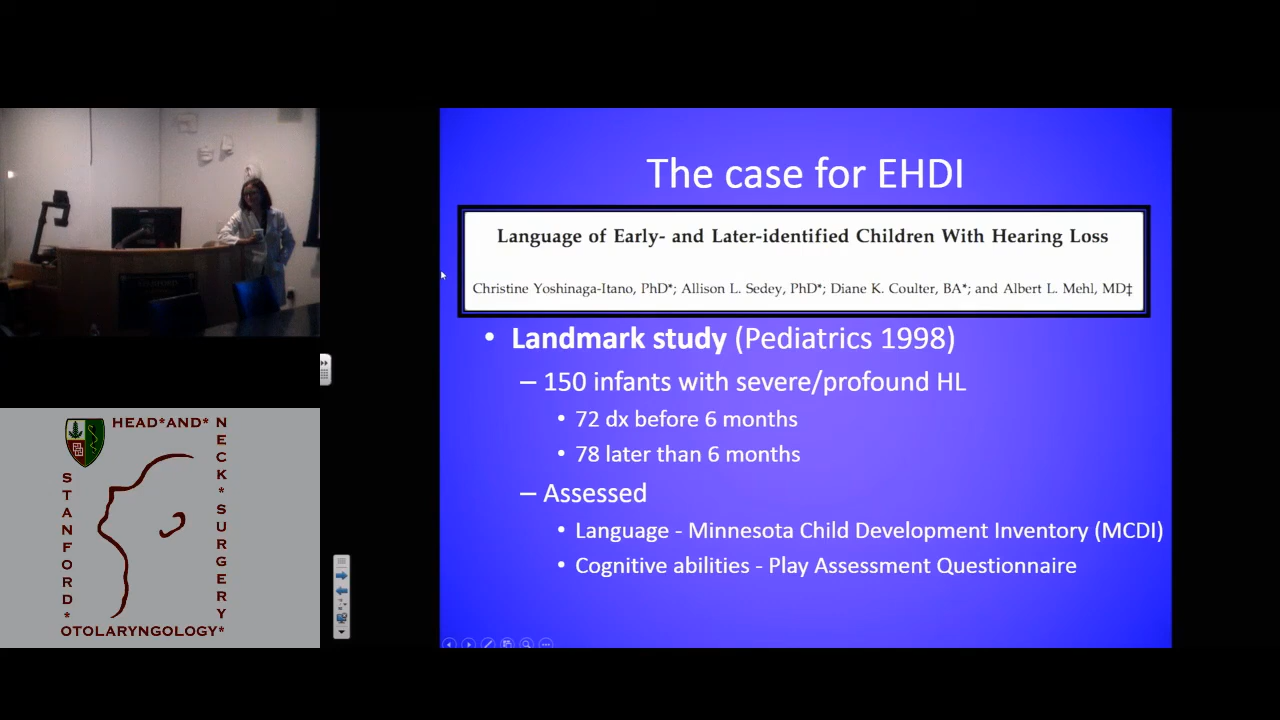 The case for EHDI
Language of Early- and Later-identified Children With Hearing Loss
Christine Yoshinaga-Itano, PhD*; Allison L. Sedey, PhD*; Diane K. Coulter, BA*; and Albert L. Mehl, MD‡
• Landmark study (Pediatrics 1998)
– 150 infants with severe/profound HL
• 72 dx before 6 months
• 78 later than 6 months
– Assessed
• Language - Minnesota Child Development Inventory (MCDI)
• Cognitive abilities - Play Assessment Questionnaire
STANFORD*
HEAD*AND*
NECK*SURGERY
OTOLARYNGOLOGY*